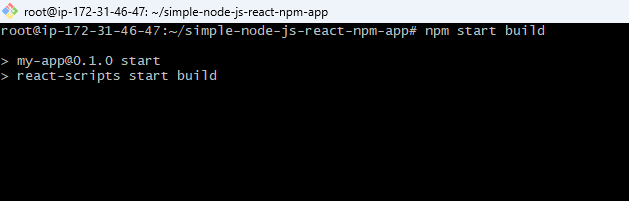 root@ip-172-31-46-47: ~/simple-node-js-react-npm-app
root@ip-172-31-46-47:~/simple-node-js-react-npm-app# npm start build
> my-app@0.1.0 start
> react-scripts start build